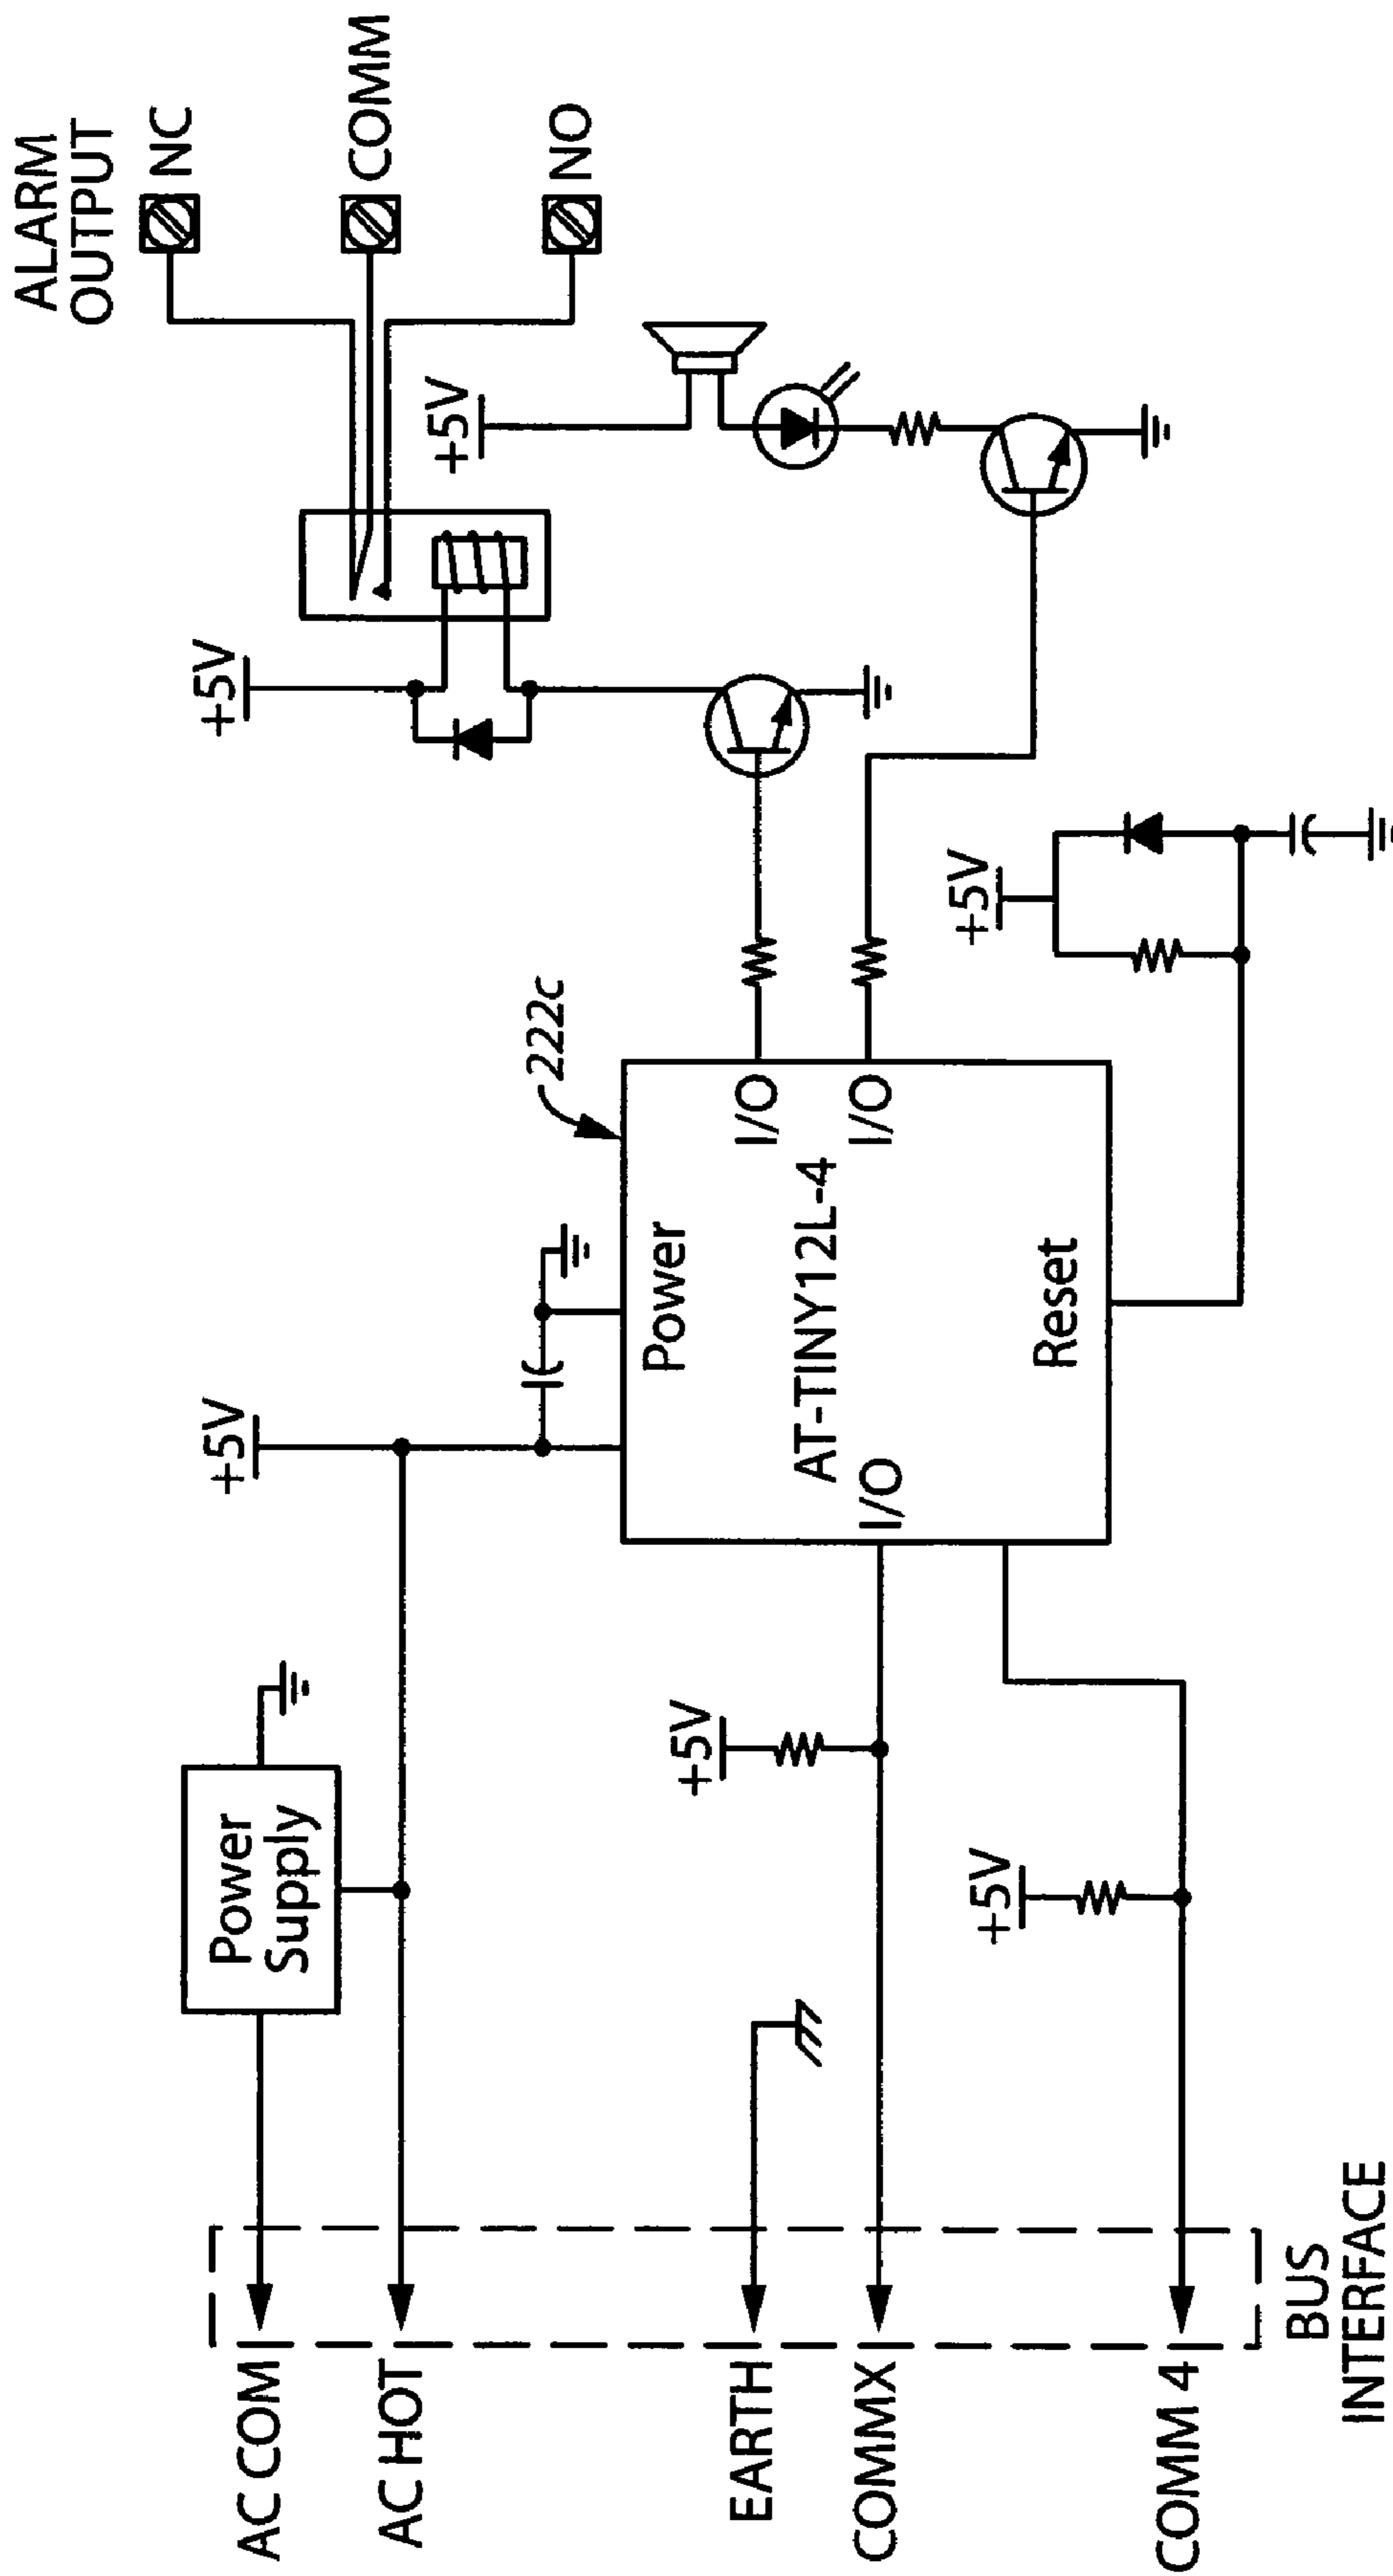 ALARM
OUTPUT
NC
COMM
NO
+5V
+5V
+5V
222c
+5V
Power
Supply
+5V
Power
I/O
I/O
AT-TINY12L-4
I/O
Reset
+5V
+5V
AC COM
AC HOT
EARTH
COMMX
COMM 4
BUS
INTERFACE